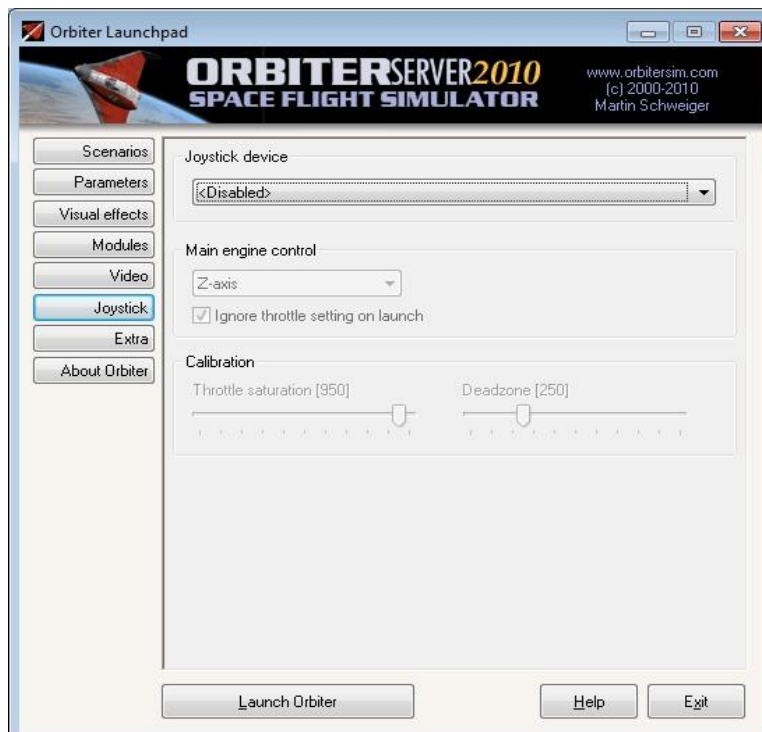 Orbiter Launchpad
ORBITERSERVER2010
SPACE FLIGHT SIMULATOR
www.orbitersim.com
(c) 2000-2010
Martin Schweiger
Scenarios
Parameters
Visual effects
Modules
Video
Joystick
Extra
About Orbiter
Joystick device
<Disabled>
Main engine control
Z-axis
Ignore throttle setting on launch
Calibration
Throttle saturation [950]
Deadzone [250]
Launch Orbiter
Help
Exit